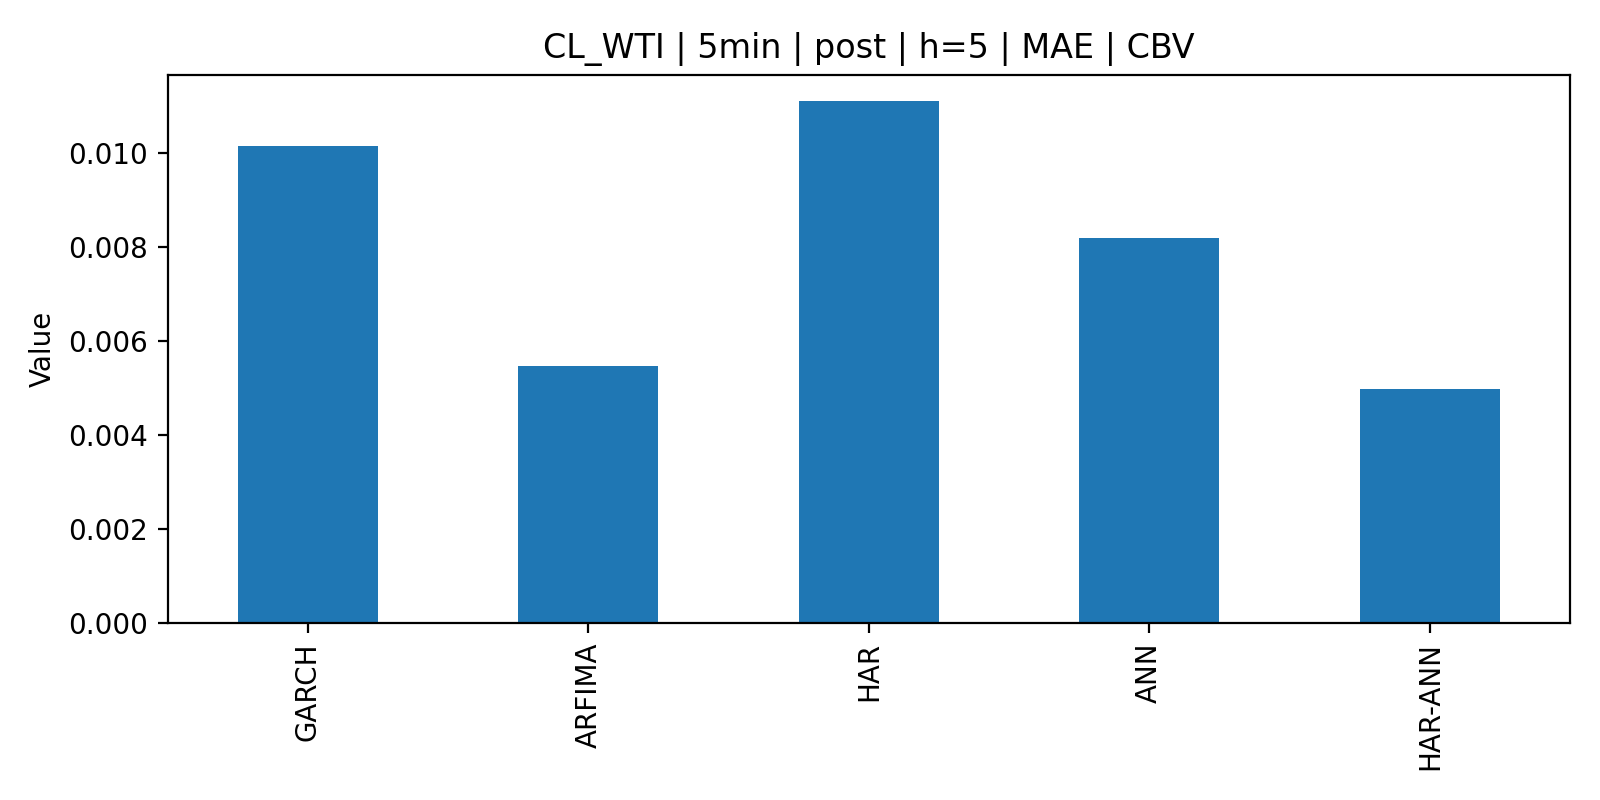 CL_WTI | 5min | post | h=5 | MAE | CBV
Value
0.010
0.008
0.006
0.004
0.002
0.000
GARCH
ARFIMA
HAR
ANN
HAR-ANN